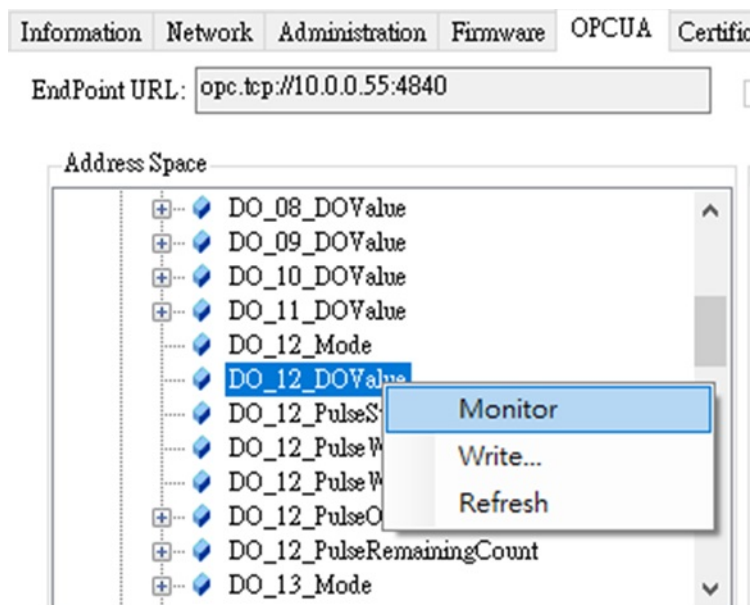 Information Network Administration Firmware OPCUA
EndPoint URL: opc.tcp://10.0.0.55:4840
Address Space
DO_08_DOValue
DO_09_DOValue
DO_10_DOValue
DO_11_DOValue
DO_12_Mode
DO_12_DOValue
Monitor
Write...
Refresh
DO_12_PulseRemainingCount
DO_13_Mode